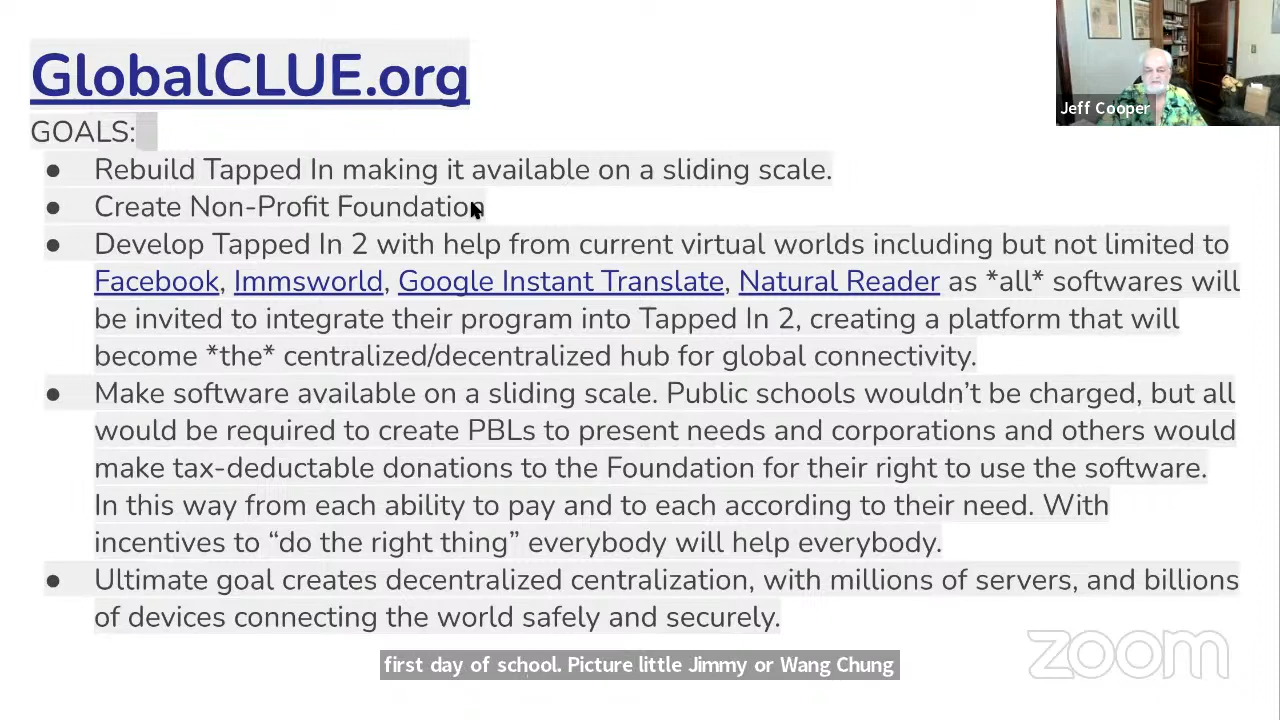 GlobalCLUE.org
Jeff Cooper
GOALS:
● Rebuild Tapped In making it available on a sliding scale.
● Create Non-Profit Foundation
● Develop Tapped In 2 with help from current virtual worlds including but not limited to
Facebook, Immsworld, Google Instant Translate, Natural Reader as *all* softwares will
be invited to integrate their program into Tapped In 2, creating a platform that will
become *the* centralized/decentralized hub for global connectivity.
● Make software available on a sliding scale. Public schools wouldn’t be charged, but all
would be required to create PBLs to present needs and corporations and others would
make tax-deductable donations to the Foundation for their right to use the software.
In this way from each ability to pay and to each according to their need. With
incentives to “do the right thing” everybody will help everybody.
● Ultimate goal creates decentralized centralization, with millions of servers, and billions
of devices connecting the world safely and securely.
zoom
first day of school. Picture little Jimmy or Wang Chung